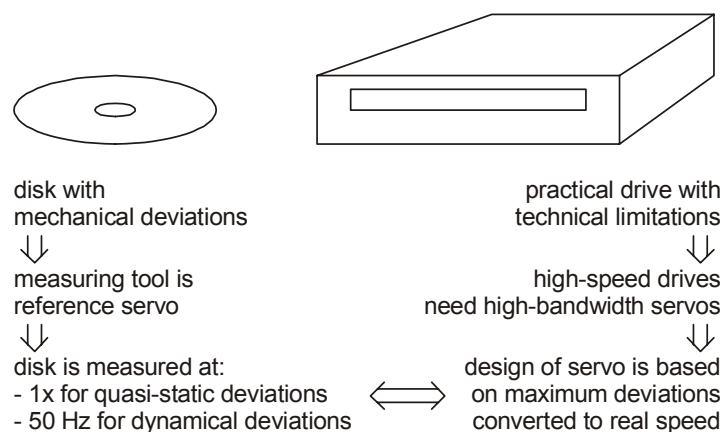 disk with
mechanical deviations
measuring tool is
reference servo
disk is measured at:
- 1x for quasi-static deviations
- 50 Hz for dynamical deviations
practical drive with
technical limitations
high-speed drives
need high-bandwidth servos
design of servo is based
on maximum deviations
converted to real speed